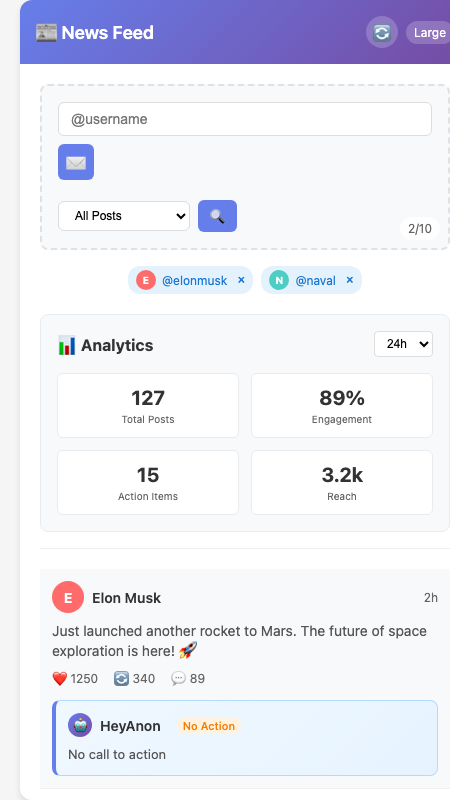 News Feed
Large
@username
All Posts
2/10
E @elonmusk ×
N @naval ×
Analytics
24h
127
Total Posts
89%
Engagement
15
Action Items
3.2k
Reach
E Elon Musk
2h
Just launched another rocket to Mars. The future of space
exploration is here! 🚀
❤️ 1250 🔄 340 💬 89
HeyAnon No Action
No call to action